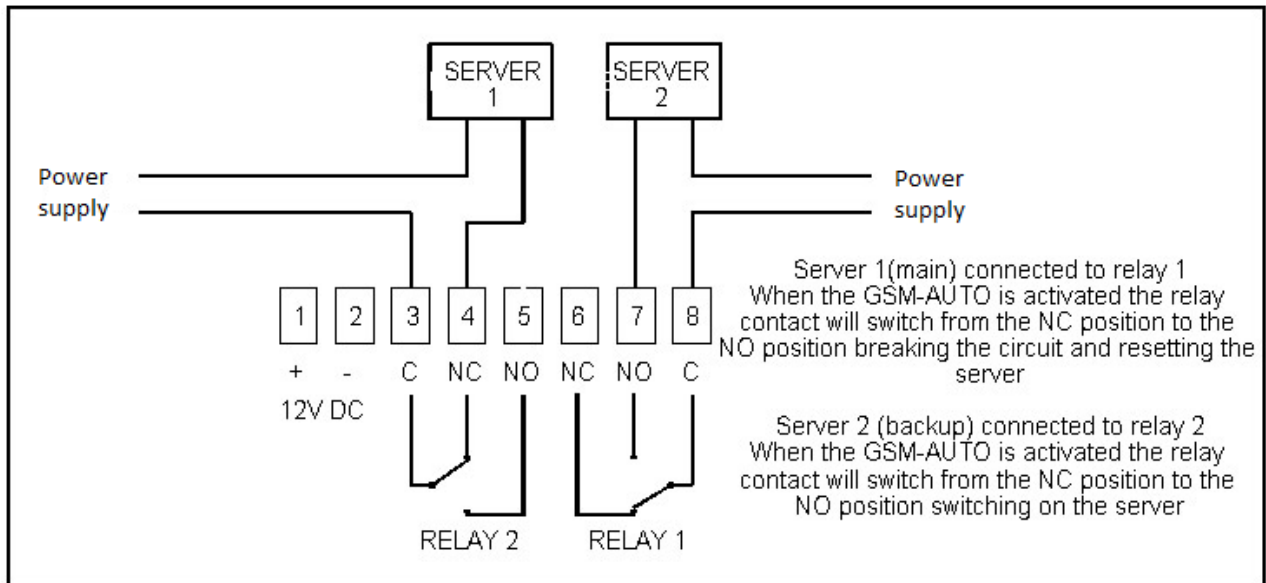 SERVER
1
SERVER
2
Power
supply
Power
supply
1 2 3 4 5 6 7 8
+ - C NC NO NC NO C
12V DC
RELAY 2 RELAY 1
Server 1(main) connected to relay 1
When the GSM-AUTO is activated the relay
contact will switch from the NC position to the
NO position breaking the circuit and resetting the
server
Server 2 (backup) connected to relay 2
When the GSM-AUTO is activated the relay
contact will switch from the NC position to the
NO position switching on the server